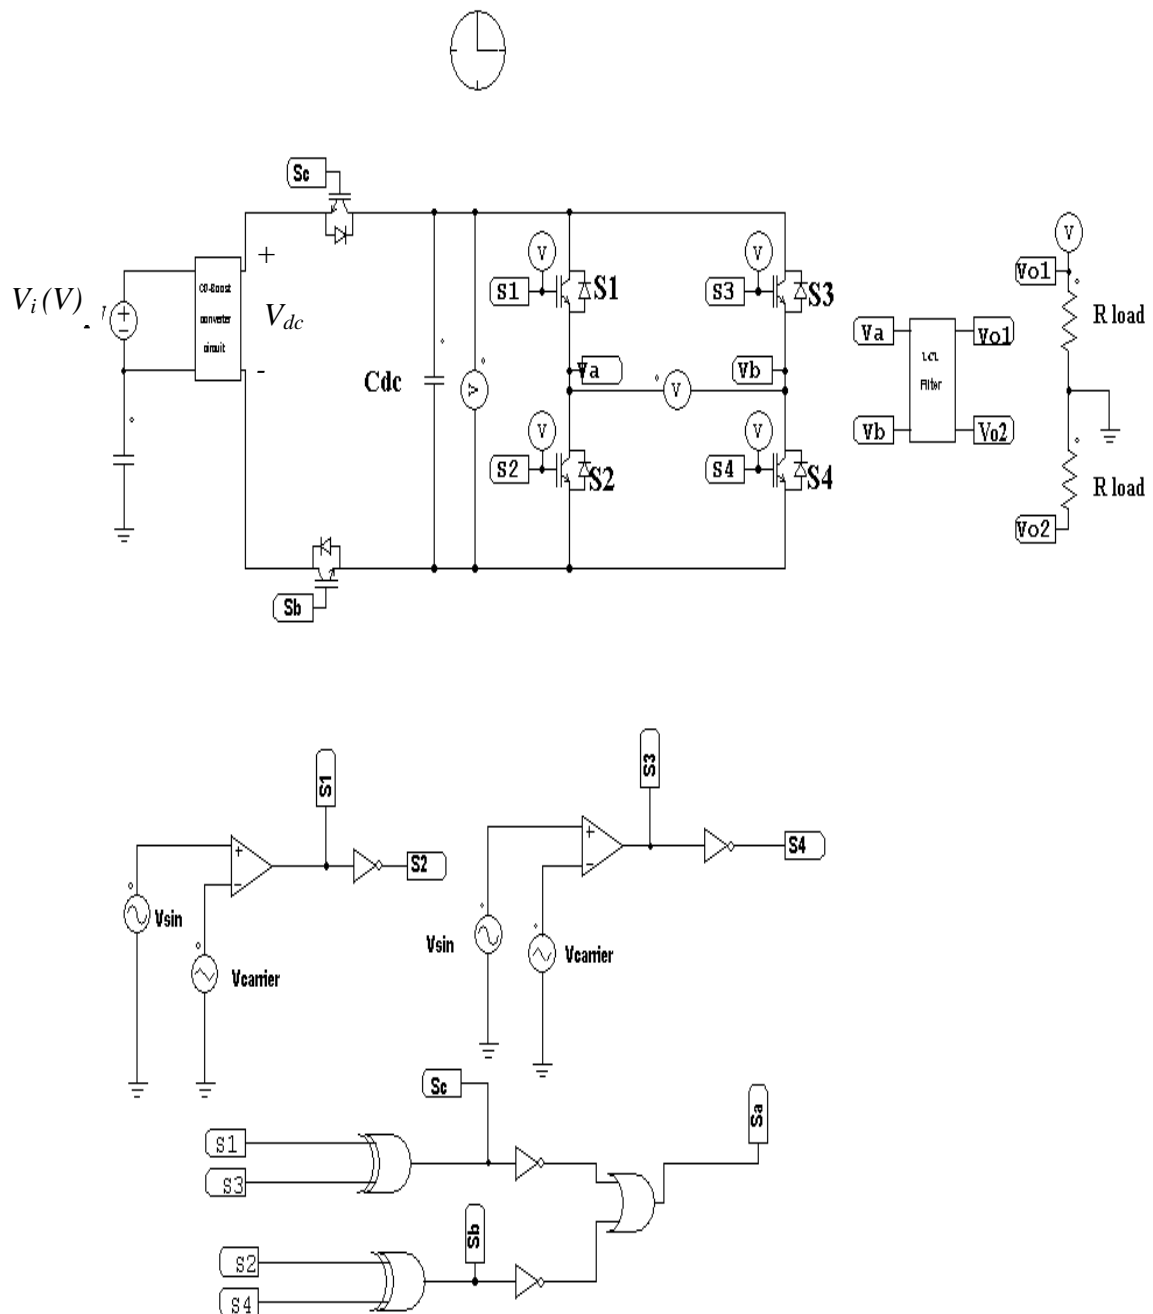 Sc
V
V
V
Vo1
S1
S1
S3
S3
+
R load
Vi (V)
CO-Boost
converter
circuit
Vdc
Va
LCL
Filter
Vo1
Va
Vb
-
Cdc
V
V
Vb
Vo2
V
V
S2
S2
S4
S4
R load
Vo2
Sb
S1
S3
+
-
S2
+
-
S4
Vsin
Vcarrier
Vsin
Vcarrier
Sc
Sa
S1
S3
Sb
S2
S4